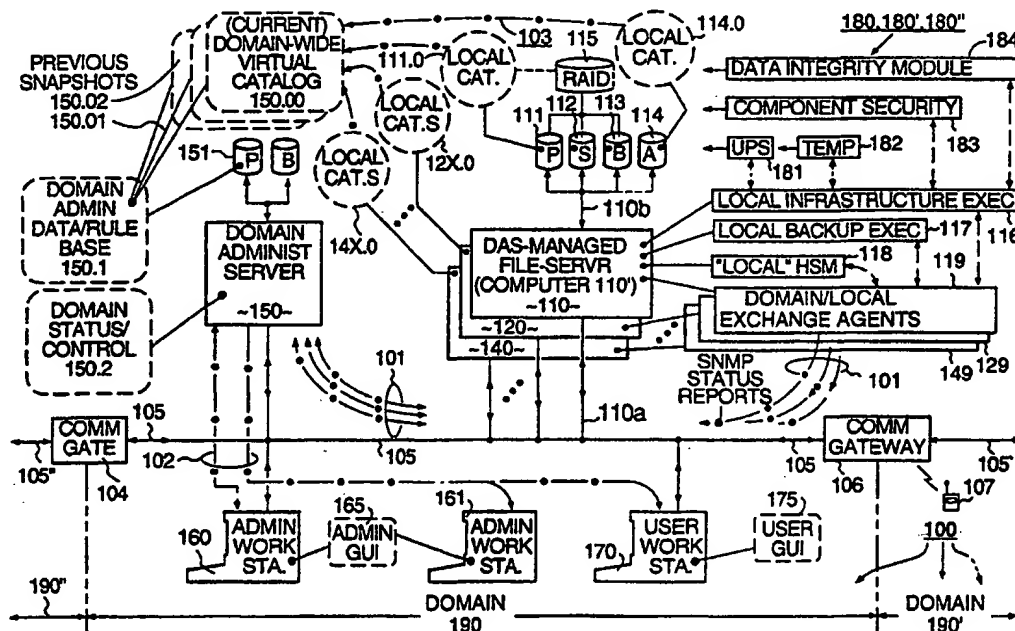 PREVIOUS
SNAPSHOTS
150.02
150.01
(CURRENT)
DOMAIN-WIDE
VIRTUAL
CATALOG
150.00
111.0
LOCAL
CAT.
103
115
RAID
114.0
LOCAL
CAT.
180,180',180"
184
DATA INTEGRITY MODULE
COMPONENT SECURITY
183
UPS
181
TEMP
182
LOCAL
CAT.S
12X.0
LOCAL
CAT.S
14X.0
111
112
113
114
P
S
B
A
110b
151
P
B
DOMAIN
ADMIN
DATA/RULE
BASE
150.1
DOMAIN
STATUS/
CONTROL
150.2
DOMAIN
ADMINIST
SERVER
~150~
DAS-MANAGED
FILE-SERVR
(COMPUTER 110')
~110~
~120~
~140~
LOCAL INFRASTRUCTURE EXEC
116
LOCAL BACKUP EXEC
117
118
"LOCAL" HSM
119
DOMAIN/LOCAL
EXCHANGE AGENTS
129
149
SNMP
STATUS
REPORTS
101
101
110a
COMM
GATE
104
105"
105
102
105
105
COMM
GATEWAY
106
105'
107
100
160
ADMIN
WORK
STA.
165
ADMIN
GUI
161
ADMIN
WORK
STA.
170
USER
WORK
STA.
175
USER
GUI
190"
DOMAIN
190
DOMAIN
190'